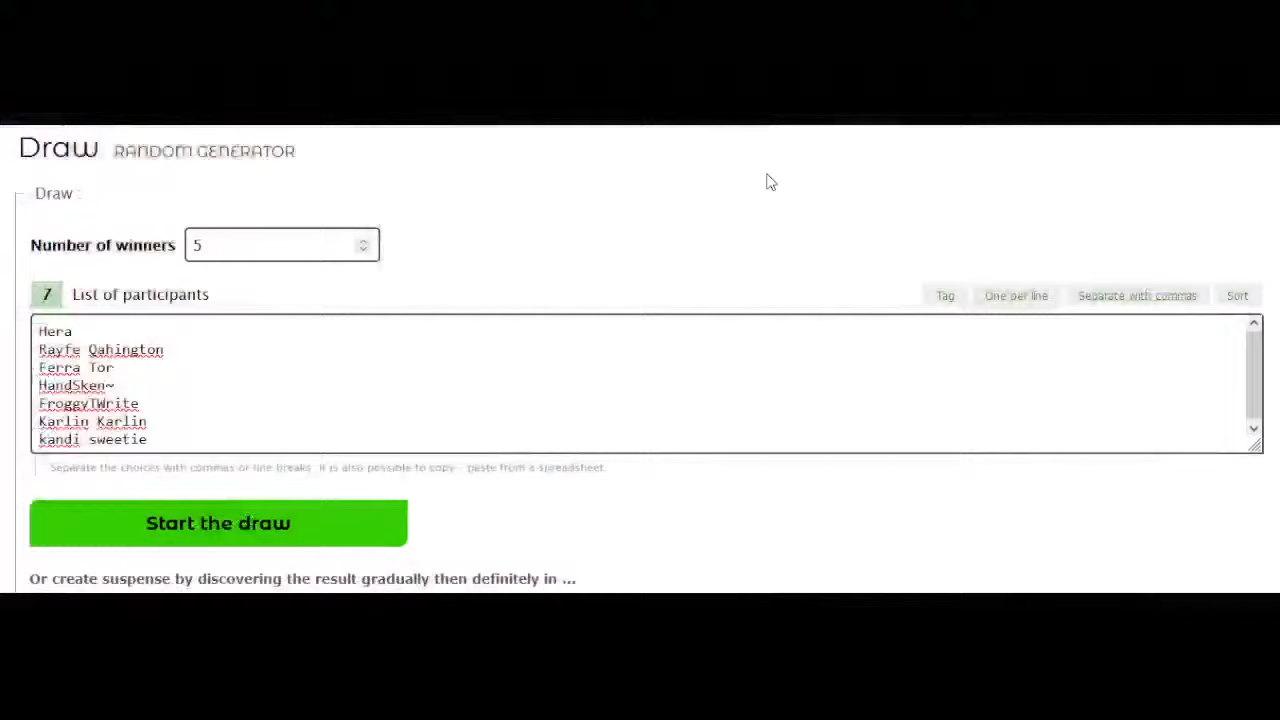 Draw RANDOM GENERATOR
Draw :
Number of winners 5
7 List of participants Tag One per line Separate with commas Sort
Hera
Rayfe Qahington
Ferra Tor
HandSken~
FroggyTWrite
Karlin Karlin
kandi sweetie
Separate the choices with commas or line breaks. It is also possible to copy - paste from a spreadsheet.
Start the draw
Or create suspense by discovering the result gradually then definitely in ...